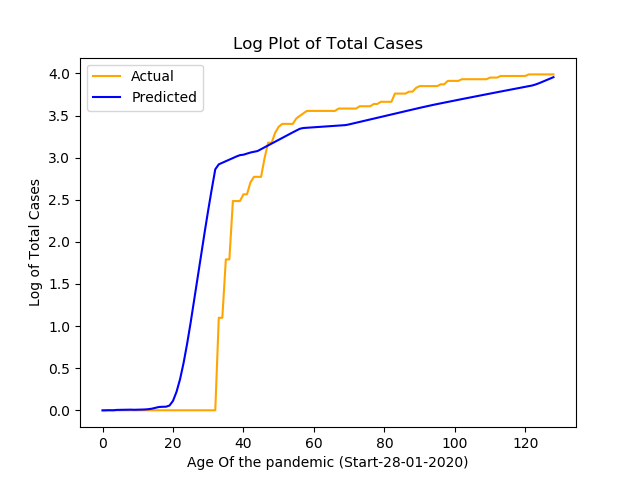 Log Plot of Total Cases
Actual
Predicted
Log of Total Cases
4.0
3.5
3.0
2.5
2.0
1.5
1.0
0.5
0.0
0 20 40 60 80 100 120
Age Of the pandemic (Start-28-01-2020)